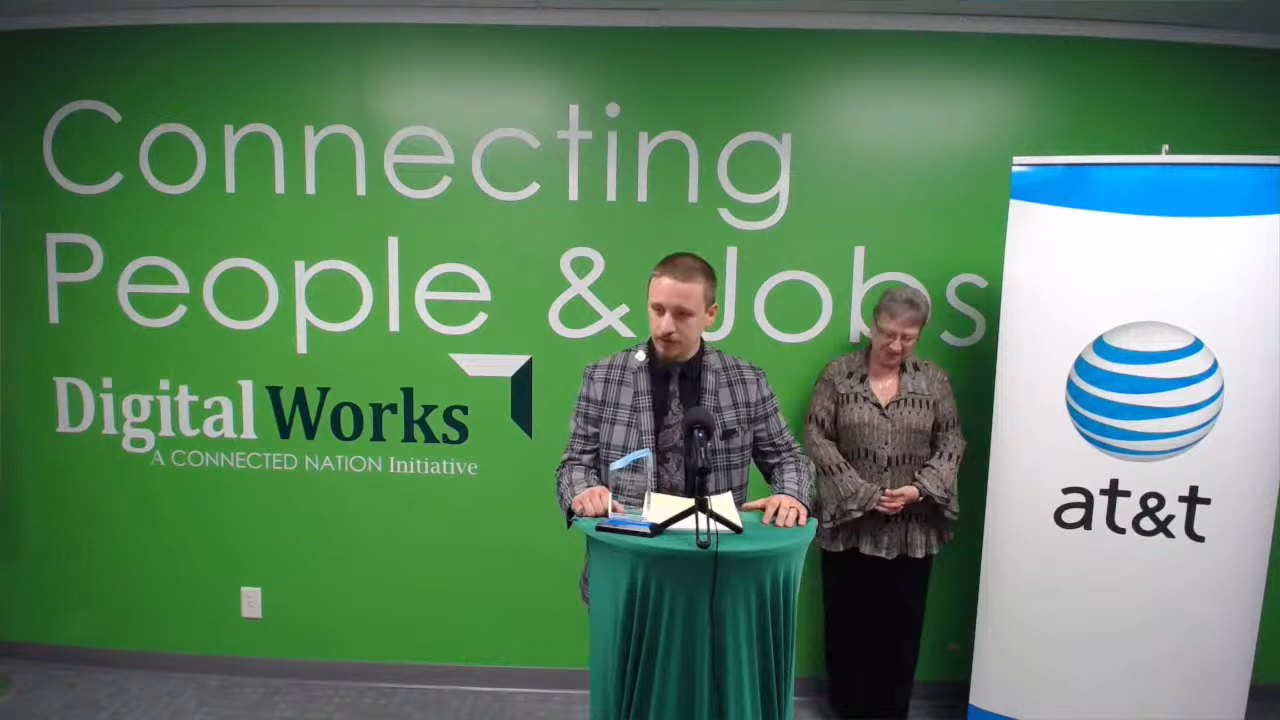 Connecting
People & Jobs
Digital Works
A CONNECTED NATION Initiative
at&t